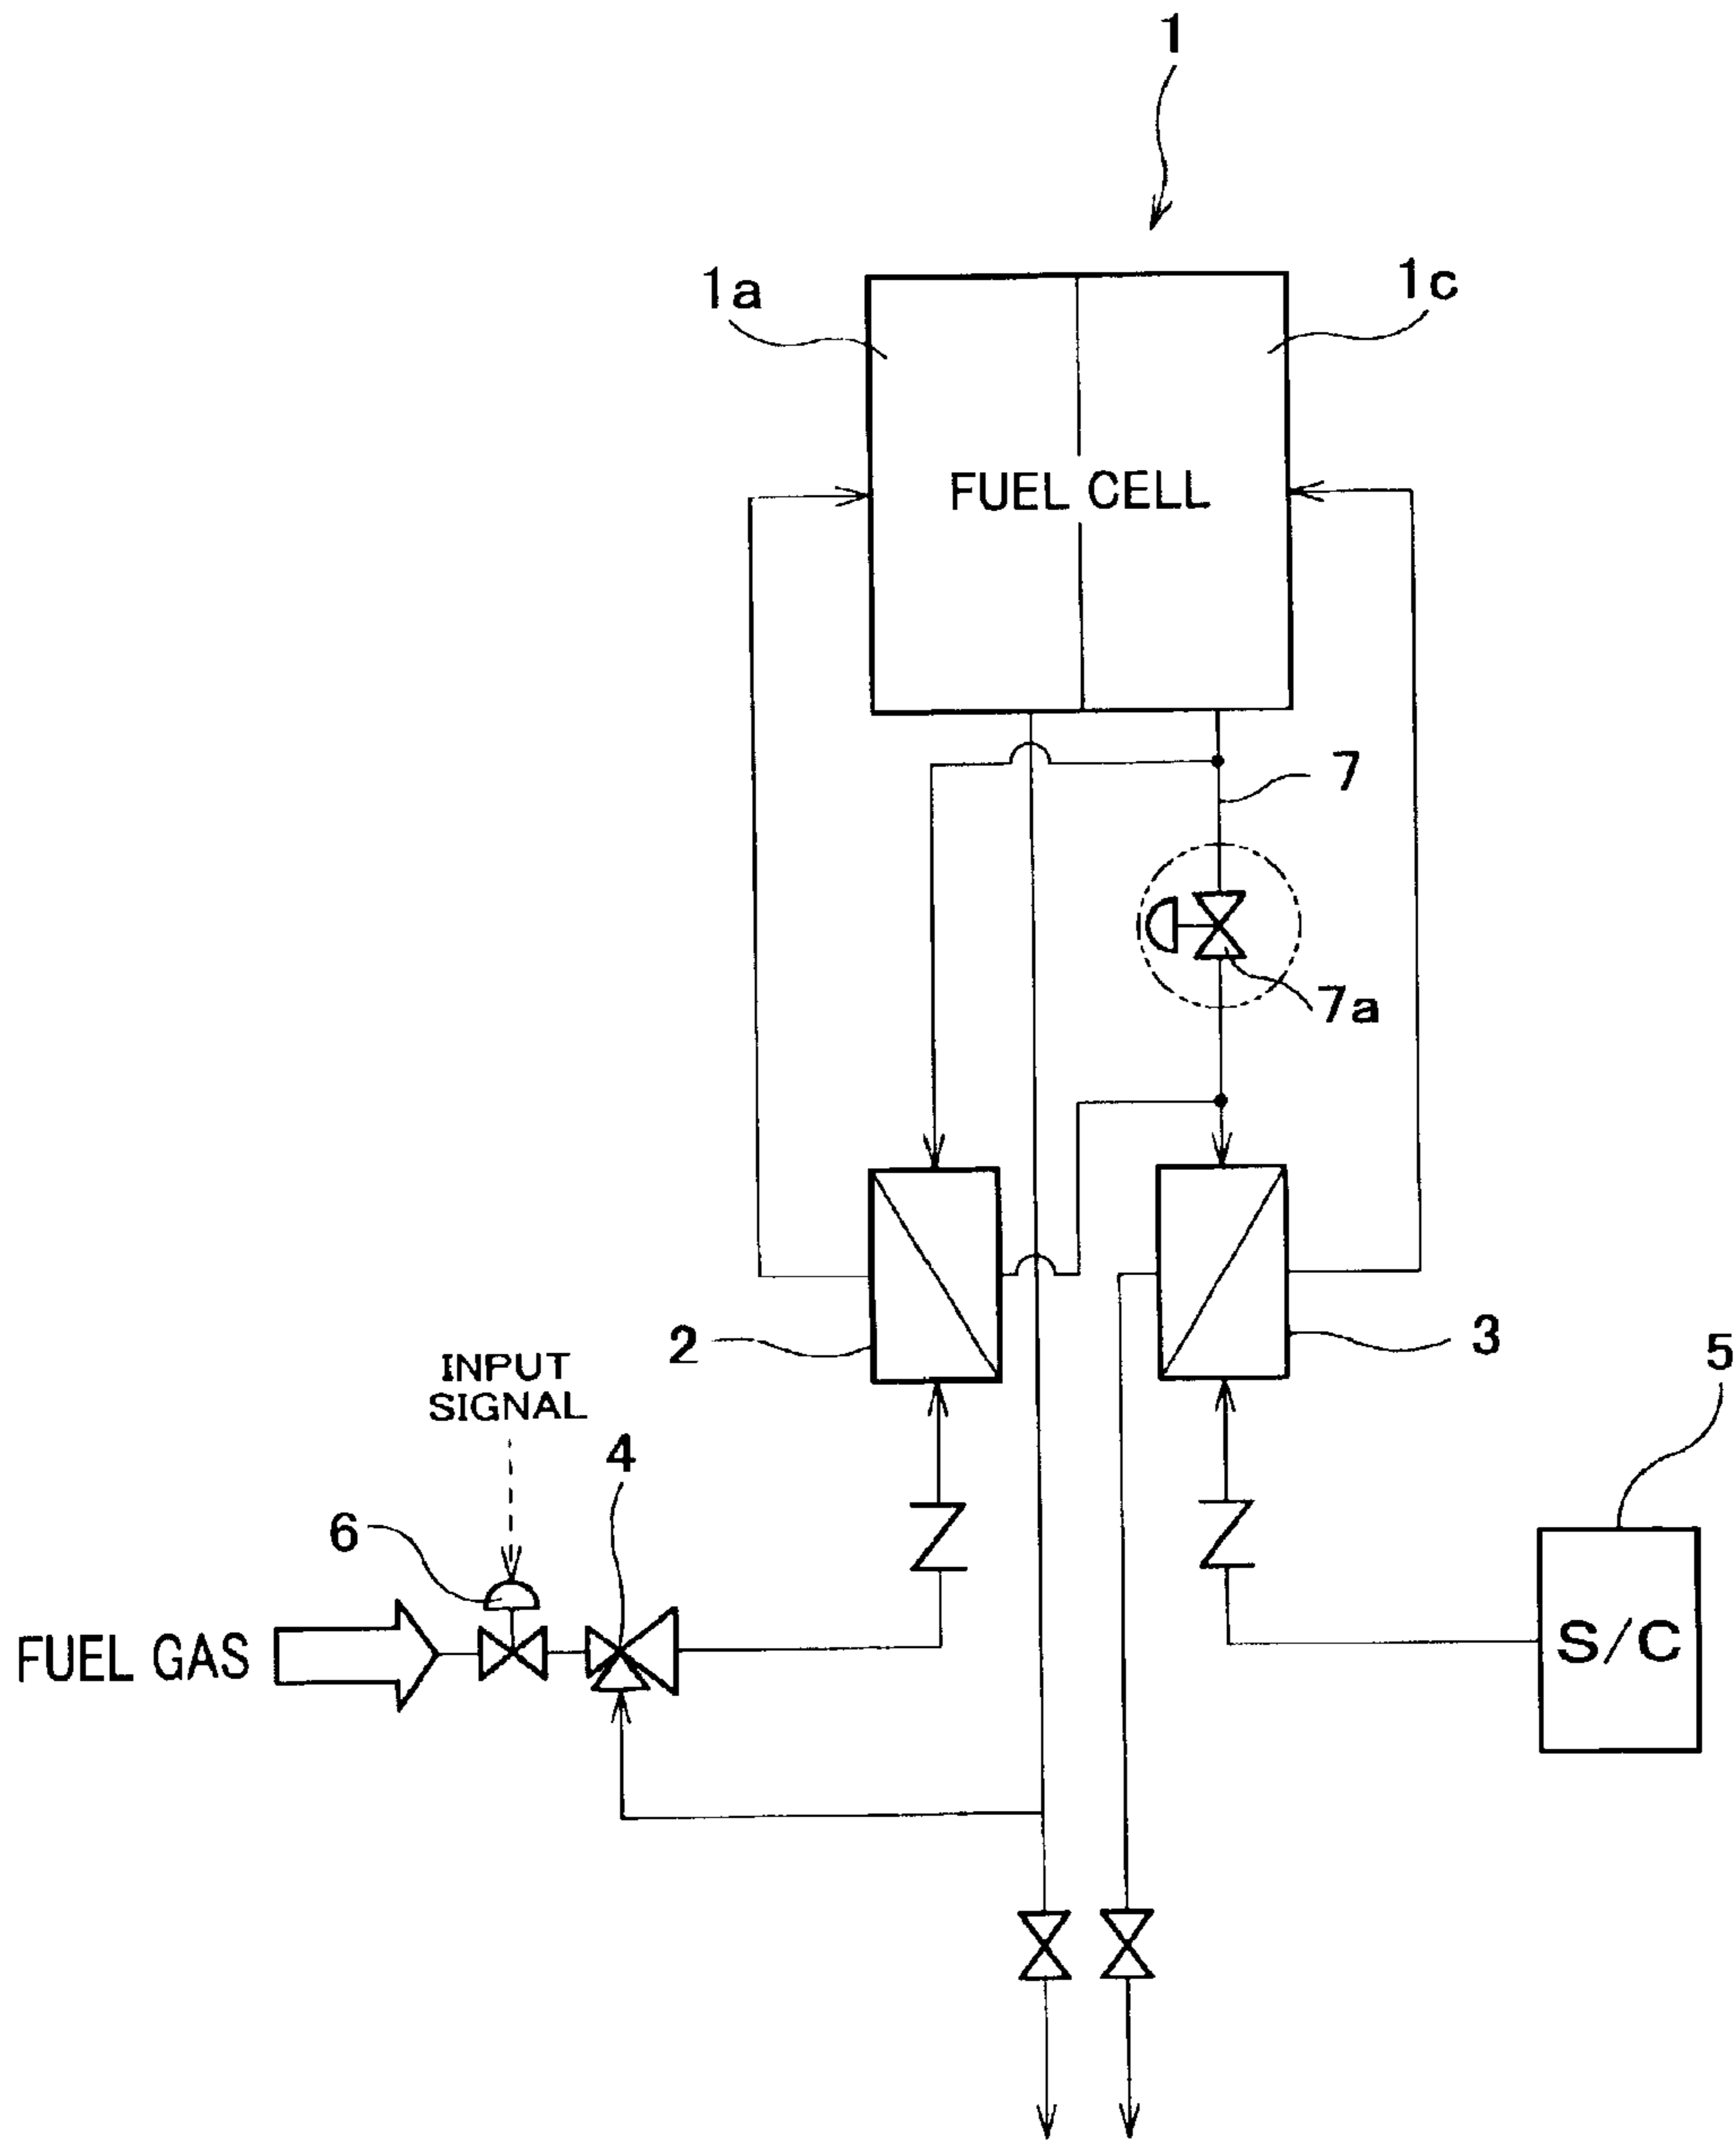 1
1a
1c
FUEL CELL
7
7a
2
3
5
INPUT
SIGNAL
4
6
FUEL GAS
S/C